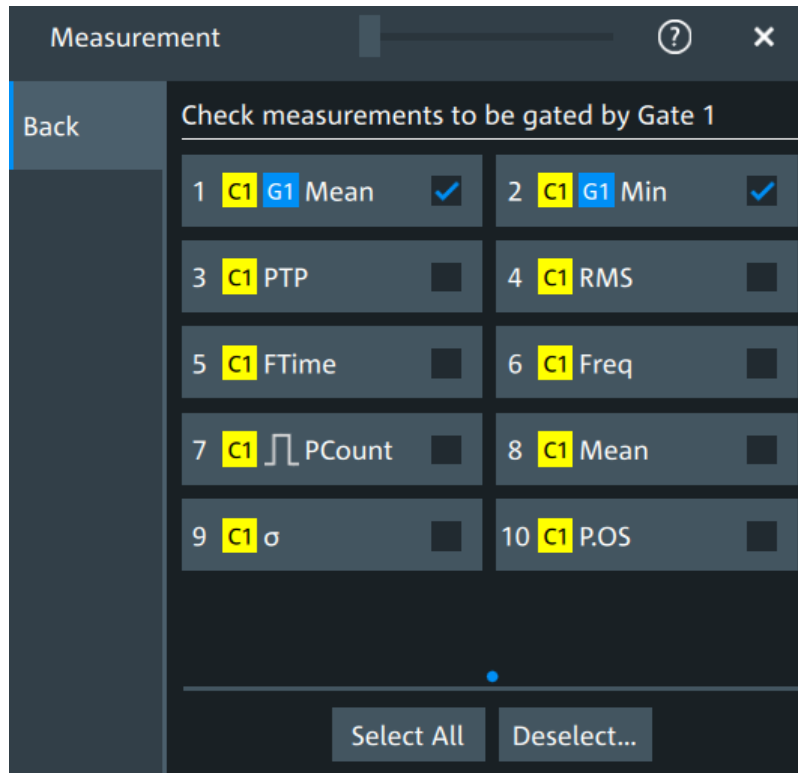 Measurement ?
Back
Check measurements to be gated by Gate 1
1 C1 G1 Mean
2 C1 G1 Min
3 C1 PTP
4 C1 RMS
5 C1 FTime
6 C1 Freq
7 C1 PCount
8 C1 Mean
9 C1 σ
10 C1 P.OS
Select All
Deselect...